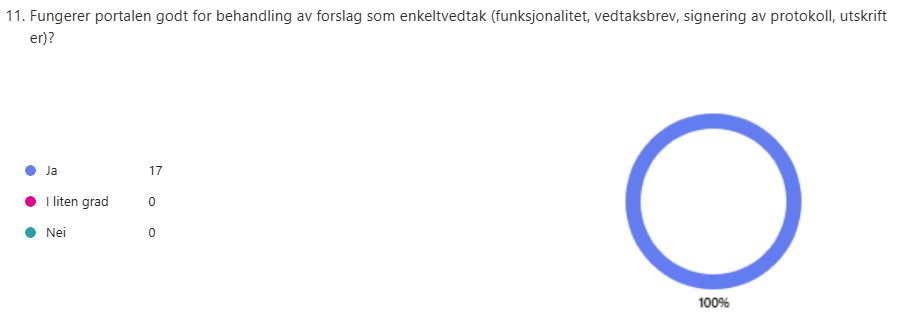 11. Fungerer portalen godt for behandling av forslag som enkeltvedtak (funksjonalitet, vedtaksbrev, signering av protokoll, utskrift
er)?
Ja 17
I liten grad 0
Nei 0
100%